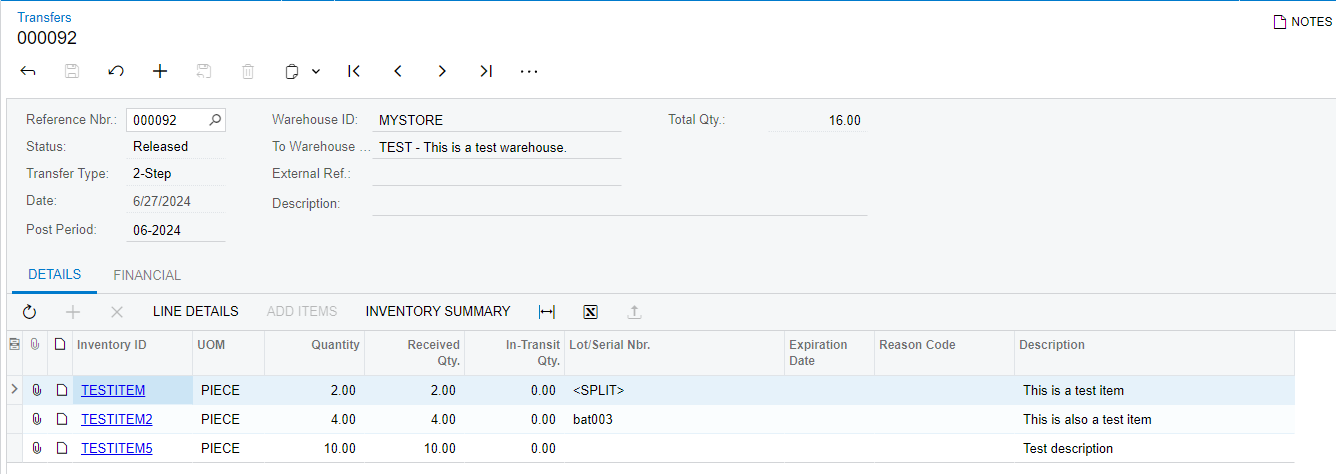 Transfers
000092
NOTES
Reference Nbr.: 000092 Warehouse ID: MYSTORE Total Qty.: 16.00
Status: Released To Warehouse ... TEST - This is a test warehouse.
Transfer Type: 2-Step External Ref.:
Date: 6/27/2024 Description:
Post Period: 06-2024
DETAILS FINANCIAL
LINE DETAILS ADD ITEMS INVENTORY SUMMARY
Inventory ID UOM Quantity Received Qty. In-Transit Qty. Lot/Serial Nbr. Expiration Date Reason Code Description
TESTITEM PIECE 2.00 2.00 0.00 <SPLIT> This is a test item
TESTITEM2 PIECE 4.00 4.00 0.00 bat003 This is also a test item
TESTITEM5 PIECE 10.00 10.00 0.00 Test description